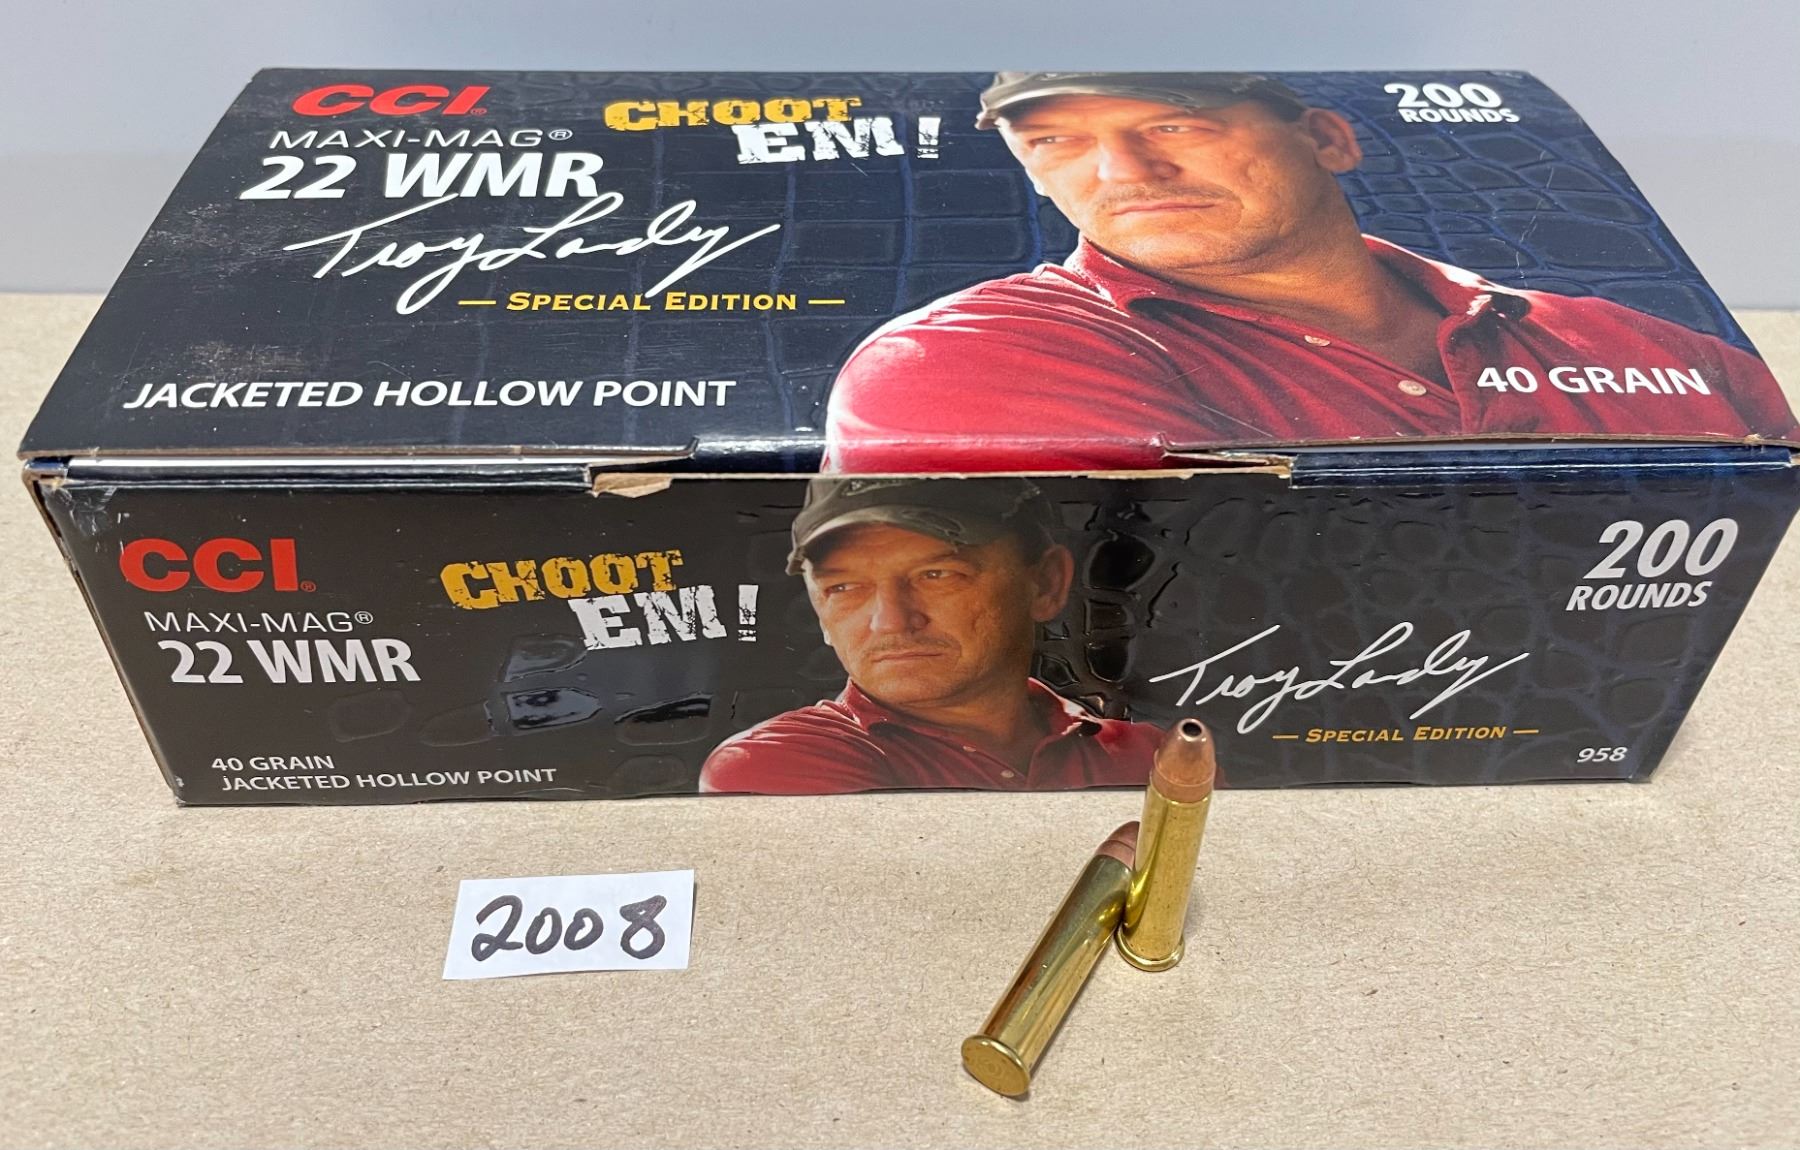 CCI®
MAXI-MAG®
22 WMR
CHOOT
EM!
Troy Landry
— SPECIAL EDITION —
JACKETED HOLLOW POINT
200
ROUNDS
40 GRAIN
CCI®
MAXI-MAG®
22 WMR
CHOOT
EM!
40 GRAIN
JACKETED HOLLOW POINT
200
ROUNDS
Troy Landry
— SPECIAL EDITION —
958
2008